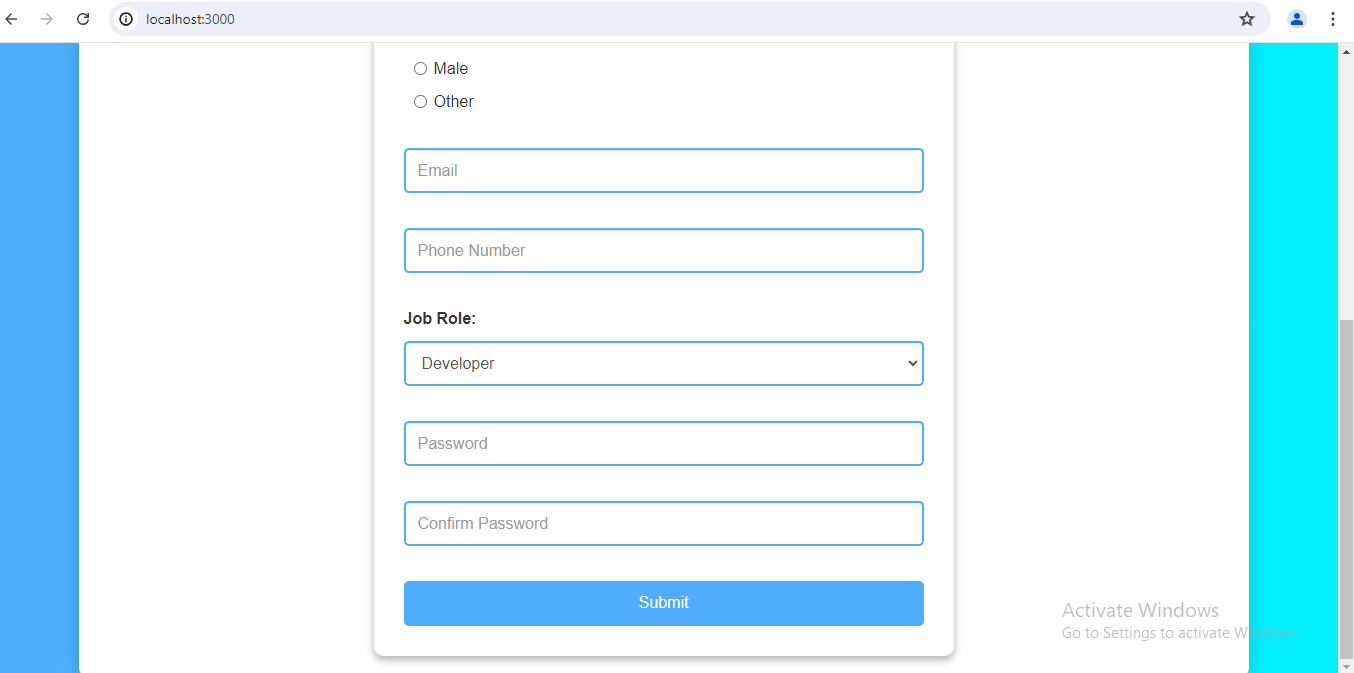 localhost:3000
Male
Other
Email
Phone Number
Job Role:
Developer
Password
Confirm Password
Submit
Activate Windows
Go to Settings to activate Windows.